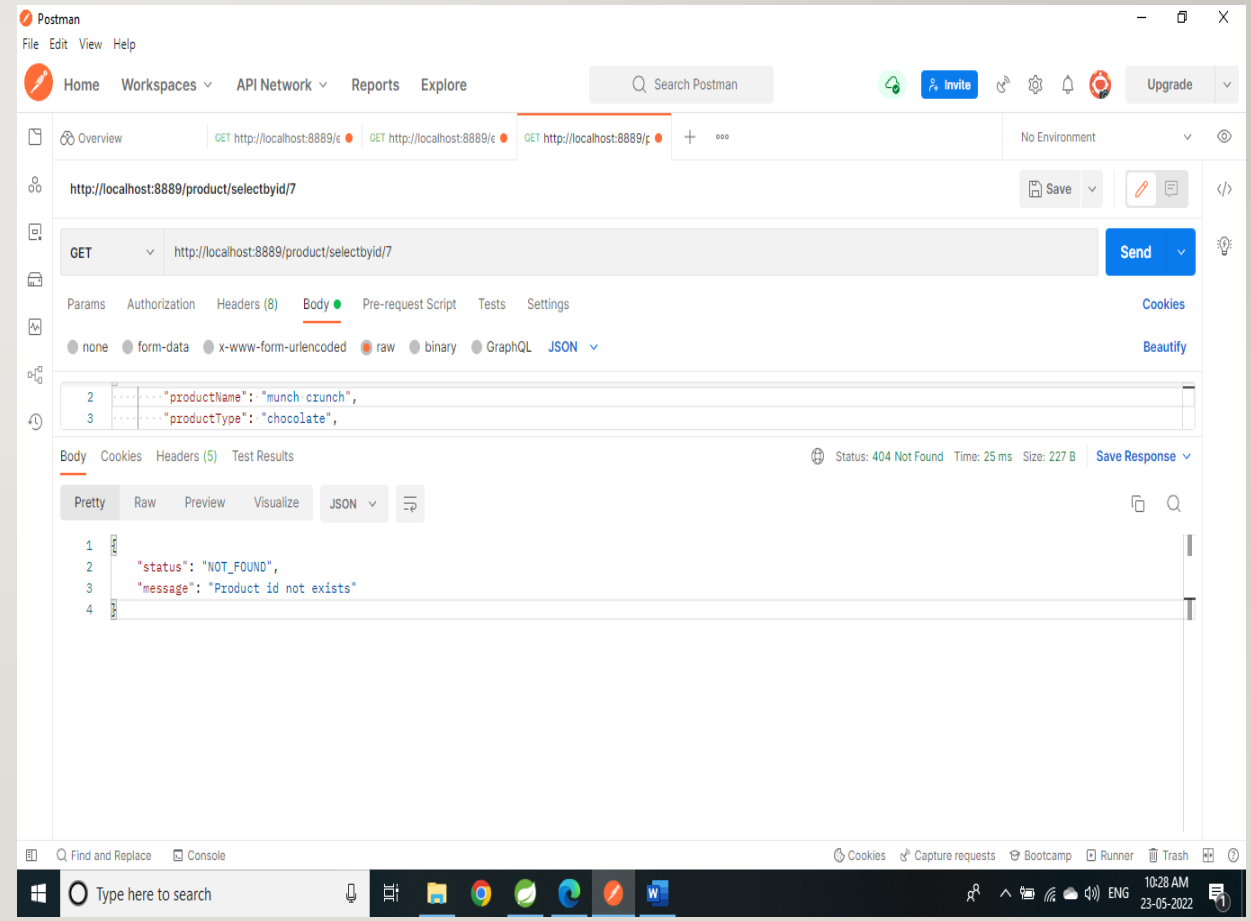 Postman
File Edit View Help
Home Workspaces API Network Reports Explore Search Postman Invite Upgrade
Overview GET http://localhost:8889/e GET http://localhost:8889/e GET http://localhost:8889/p + ooo No Environment
http://localhost:8889/product/selectbyid/7 Save </>
GET http://localhost:8889/product/selectbyid/7 Send
Params Authorization Headers (8) Body Pre-request Script Tests Settings Cookies
none form-data x-www-form-urlencoded raw binary GraphQL JSON Beautify
2 "productName": "munch crunch",
3 "productType": "chocolate",
Body Cookies Headers (5) Test Results Status: 404 Not Found Time: 25 ms Size: 227 B Save Response
Pretty Raw Preview Visualize JSON
1 {
2 "status": "NOT_FOUND",
3 "message": "Product id not exists"
4 }
Find and Replace Console Cookies Capture requests Bootcamp Runner Trash
Type here to search ENG 10:28 AM
23-05-2022 1